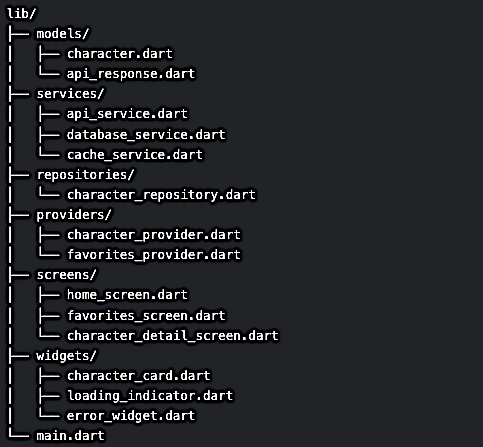 lib/
├── models/
│   ├── character.dart
│   └── api_response.dart
├── services/
│   ├── api_service.dart
│   ├── database_service.dart
│   └── cache_service.dart
├── repositories/
│   └── character_repository.dart
├── providers/
│   ├── character_provider.dart
│   └── favorites_provider.dart
├── screens/
│   ├── home_screen.dart
│   ├── favorites_screen.dart
│   └── character_detail_screen.dart
├── widgets/
│   ├── character_card.dart
│   ├── loading_indicator.dart
│   └── error_widget.dart
└── main.dart